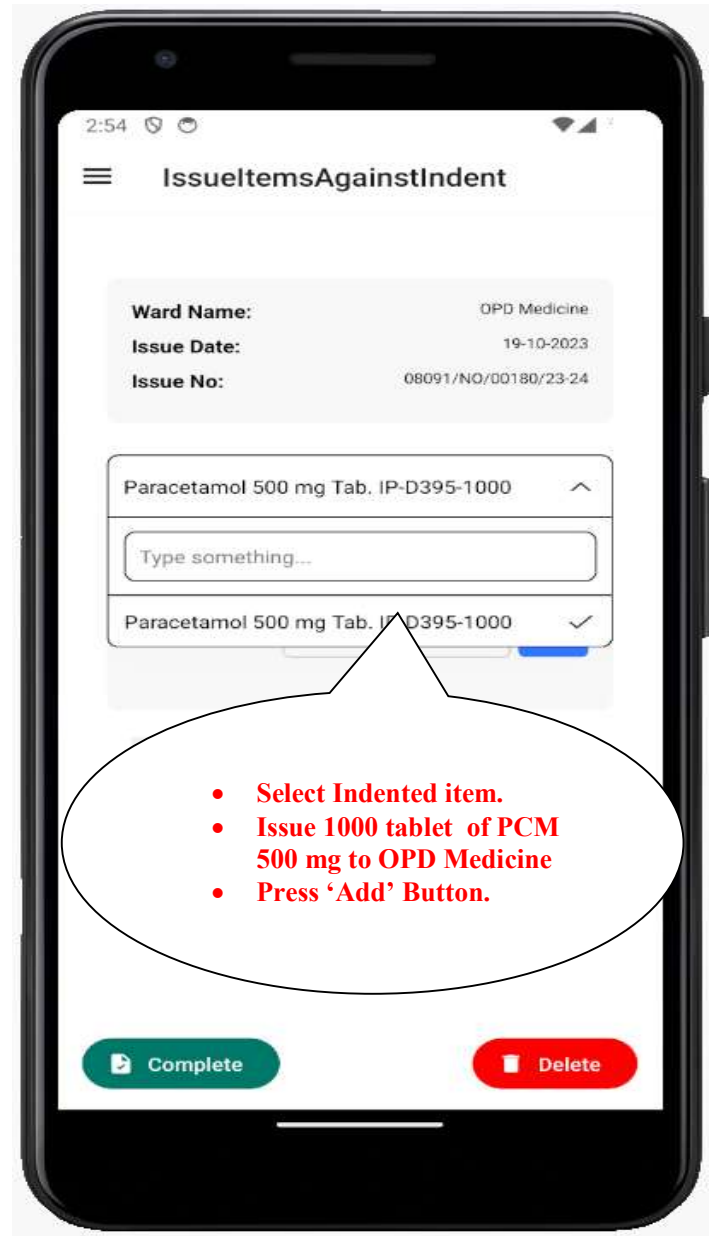 2:54
IssueItemsAgainstIndent
Ward Name: OPD Medicine
Issue Date: 19-10-2023
Issue No: 08091/NO/00180/23-24
Paracetamol 500 mg Tab. IP-D395-1000
Type something...
Paracetamol 500 mg Tab. IP-D395-1000
• Select Indented item.
• Issue 1000 tablet of PCM
500 mg to OPD Medicine
• Press ‘Add’ Button.
Complete
Delete